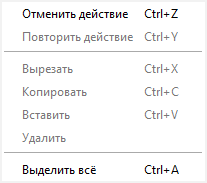 Отменить действие Ctrl+Z
Повторить действие Ctrl+Y
Вырезать Ctrl+X
Копировать Ctrl+C
Вставить Ctrl+V
Удалить
Выделить всё Ctrl+A